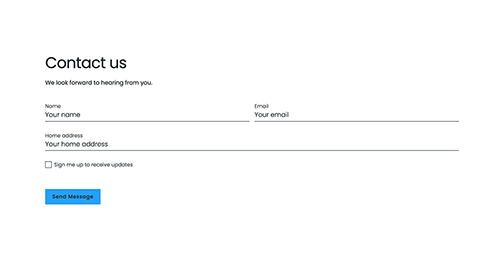 Contact us
We look forward to hearing from you.
Name Email
Your name Your email
Home address
Your home address
Sign me up to receive updates
Send Message